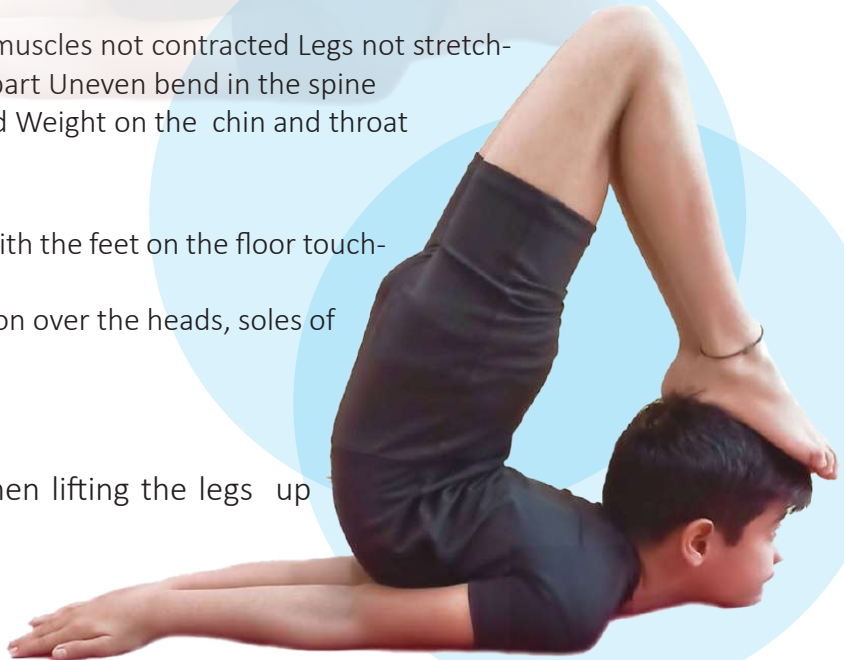 muscles not contracted Legs not stretch-
part Uneven bend in the spine
Weight on the chin and throat
ith the feet on the floor touch-
on over the heads, soles of
hen lifting the legs up